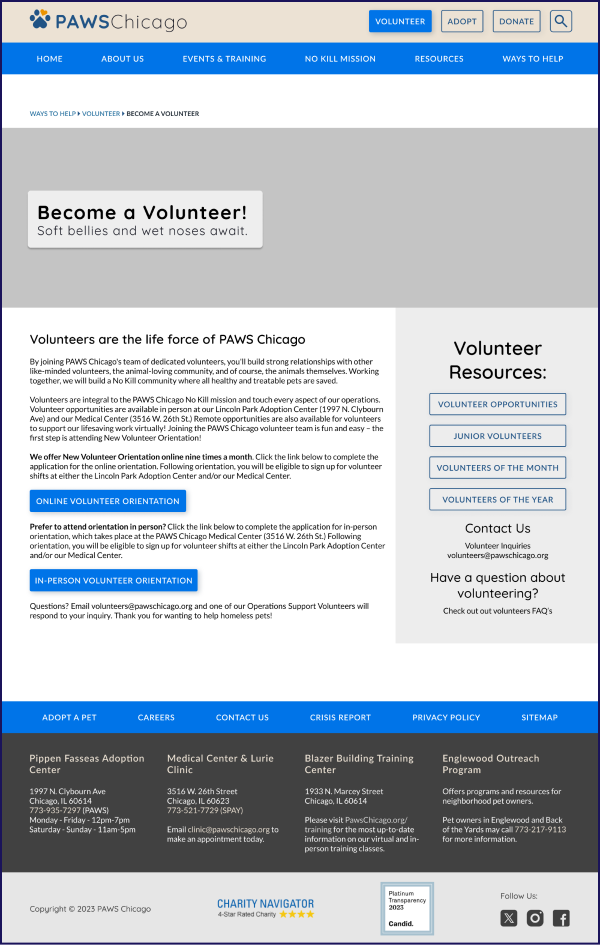 PAWSChicago
VOLUNTEER
ADOPT
DONATE
HOME
ABOUT US
EVENTS & TRAINING
NO KILL MISSION
RESOURCES
WAYS TO HELP
WAYS TO HELP VOLUNTEER BECOME A VOLUNTEER
Become a Volunteer!
Soft bellies and wet noses await.
Volunteers are the life force of PAWS Chicago
By joining PAWS Chicago's team of dedicated volunteers, you'll build strong relationships with other
like-minded volunteers, the animal-loving community, and of course, the animals themselves. Working
together, we will build a No Kill community where all healthy and treatable pets are saved.
Volunteers are integral to the PAWS Chicago No Kill mission and touch every aspect of our operations.
Volunteer opportunities are available in person at our Lincoln Park Adoption Center (1997 N. Clybourn
Ave) and our Medical Center (3516 W. 26th St.) Remote opportunities are also available for volunteers
to support our lifesaving work virtually! Joining the PAWS Chicago volunteer team is fun and easy – the
first step is attending New Volunteer Orientation!
We offer New Volunteer Orientation online nine times a month. Click the link below to complete the
application for the online orientation. Following orientation, you will be eligible to sign up for volunteer
shifts at either the Lincoln Park Adoption Center and/or our Medical Center.
ONLINE VOLUNTEER ORIENTATION
Prefer to attend orientation in person? Click the link below to complete the application for in-person
orientation, which takes place at the PAWS Chicago Medical Center (3516 W. 26th St.) Following
orientation, you will be eligible to sign up for volunteer shifts at either the Lincoln Park Adoption Center
and/or our Medical Center.
IN-PERSON VOLUNTEER ORIENTATION
Questions? Email volunteers@pawschicago.org and one of our Operations Support Volunteers will
respond to your inquiry. Thank you for wanting to help homeless pets!
Volunteer
Resources:
VOLUNTEER OPPORTUNITIES
JUNIOR VOLUNTEERS
VOLUNTEERS OF THE MONTH
VOLUNTEERS OF THE YEAR
Contact Us
Volunteer Inquiries
volunteers@pawschicago.org
Have a question about
volunteering?
Check out out volunteers FAQ's
ADOPT A PET
CAREERS
CONTACT US
CRISIS REPORT
PRIVACY POLICY
SITEMAP
Pippen Fasseas Adoption
Center
1997 N. Clybourn Ave
Chicago, IL 60614
773-935-7297 (PAWS)
Monday - Friday - 12pm-7pm
Saturday - Sunday - 11am-5pm
Medical Center & Lurie
Clinic
3516 W. 26th Street
Chicago, IL 60623
773-521-7729 (SPAY)
Email clinic@pawschicago.org to
make an appointment today.
Blazer Building Training
Center
1933 N. Marcey Street
Chicago, IL 60614
Please visit PawsChicago.org/
training for the most up-to-date
information on our virtual and in-
person training classes.
Englewood Outreach
Program
Offers programs and resources for
neighborhood pet owners.
Pet owners in Englewood and Back
of the Yards may call 773-217-9113
for more information.
Copyright © 2023 PAWS Chicago
CHARITY NAVIGATOR
4-Star Rated Charity
Platinum
Transparency
2023
Candid.
Follow Us: